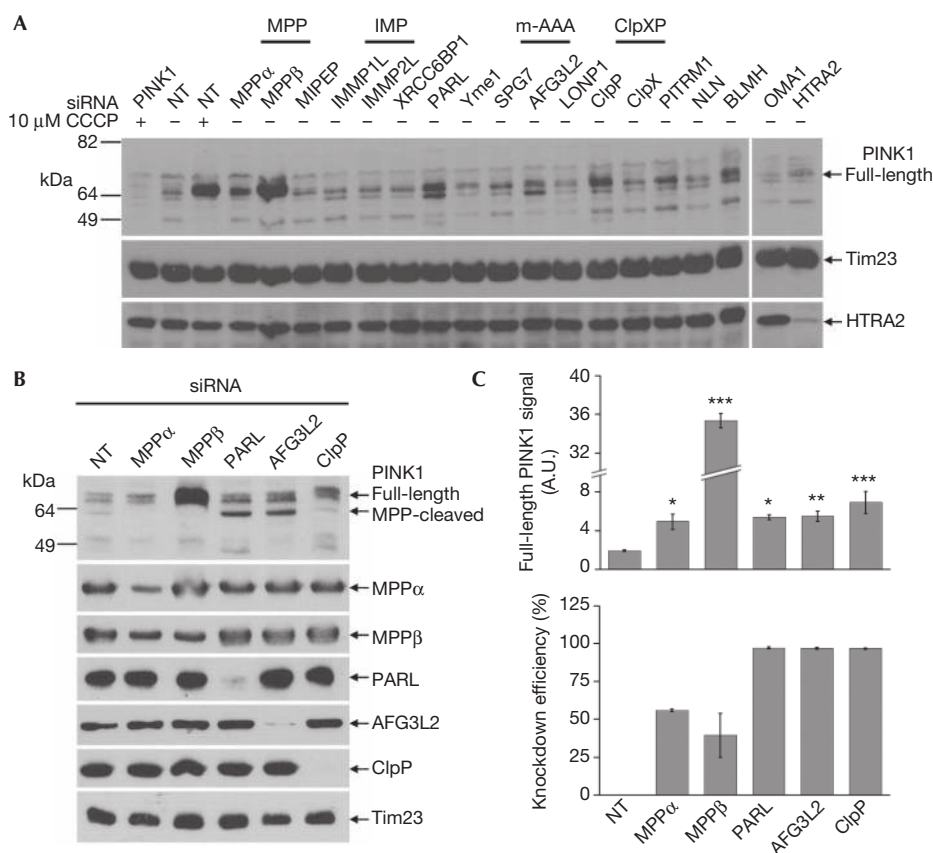 A
MPP IMP m-AAA ClpXP
siRNA PINK1 NT NT MPPα MPPβ MIPEP IMMP1L IMMP2L XRCC6BP1 PARL Yme1 SPG7 AFG3L2 LONP1 ClpP ClpX PITRM1 NLN BLMH OMA1 HTRA2
10 μM CCCP + – + – – – – – – – – – – – – – – – – – –
82
kDa
64
49
PINK1
Full-length
Tim23
HTRA2
B
siRNA
NT MPPα MPPβ PARL AFG3L2 ClpP
kDa
64
49
PINK1
Full-length
MPP-cleaved
MPPα
MPPβ
PARL
AFG3L2
ClpP
Tim23
C
Full-length PINK1 signal
(A.U.)
40
36
32
8
4
0
* *** * ** ***
Knockdown efficiency (%)
125
100
75
50
25
0
NT MPPα MPPβ PARL AFG3L2 ClpP